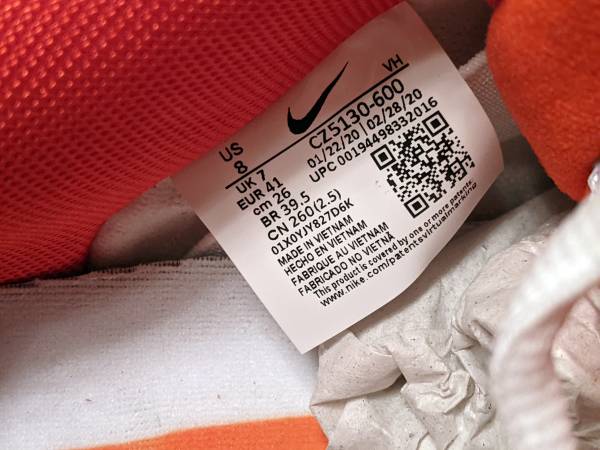 VH
US
8
CZ5130-600
UK 7
01/22/20 | 02/28/20
EUR 41
UPC 00194498332016
cm 26
BR 39.5
CN 260(2.5)
01X0YJY827D6K
MADE IN VIETNAM
HECHO EN VIETNAM
FABRIQUE AU VIETNAM
FABRICADO NO VIETNÃ
This product is covered by one or more patents
www.nike.com/patentsvirtualmarking